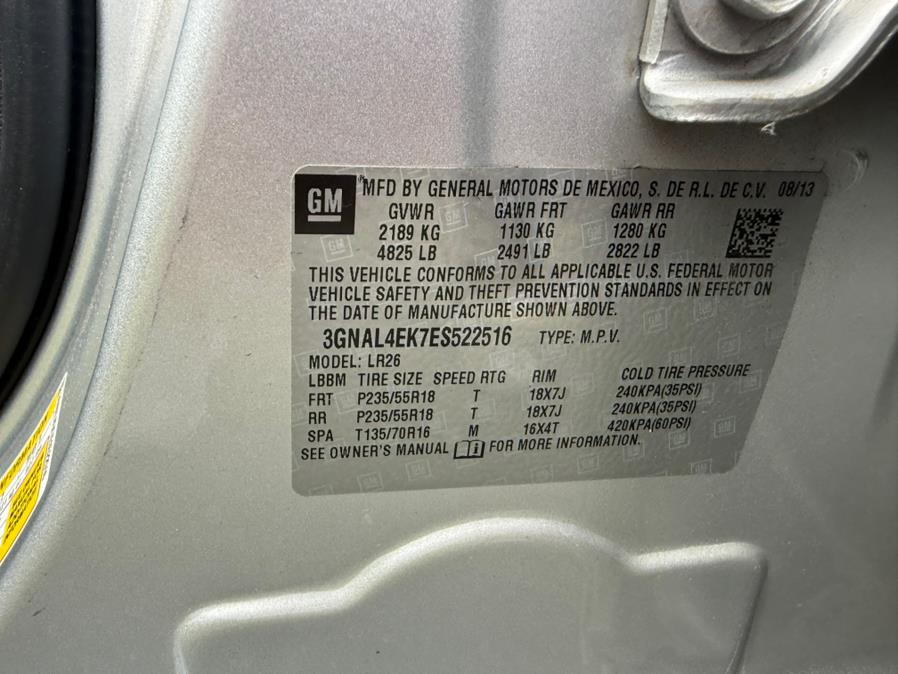 GM MFD BY GENERAL MOTORS DE MEXICO, S. DE R.L. DE C.V. 08/13
GVWR GAWR FRT GAWR RR
2189 KG 1130 KG 1280 KG
4825 LB 2491 LB 2822 LB
THIS VEHICLE CONFORMS TO ALL APPLICABLE U.S. FEDERAL MOTOR
VEHICLE SAFETY AND THEFT PREVENTION STANDARDS IN EFFECT ON
THE DATE OF MANUFACTURE SHOWN ABOVE.
3GNAL4EK7ES522516 TYPE: M.P.V.
MODEL: LR26
LBBM TIRE SIZE SPEED RTG RIM COLD TIRE PRESSURE
FRT P235/55R18 T 18X7J 240KPA(35PSI)
RR P235/55R18 T 18X7J 240KPA(35PSI)
SPA T135/70R16 M 16X4T 420KPA(60PSI)
SEE OWNER'S MANUAL FOR MORE INFORMATION.